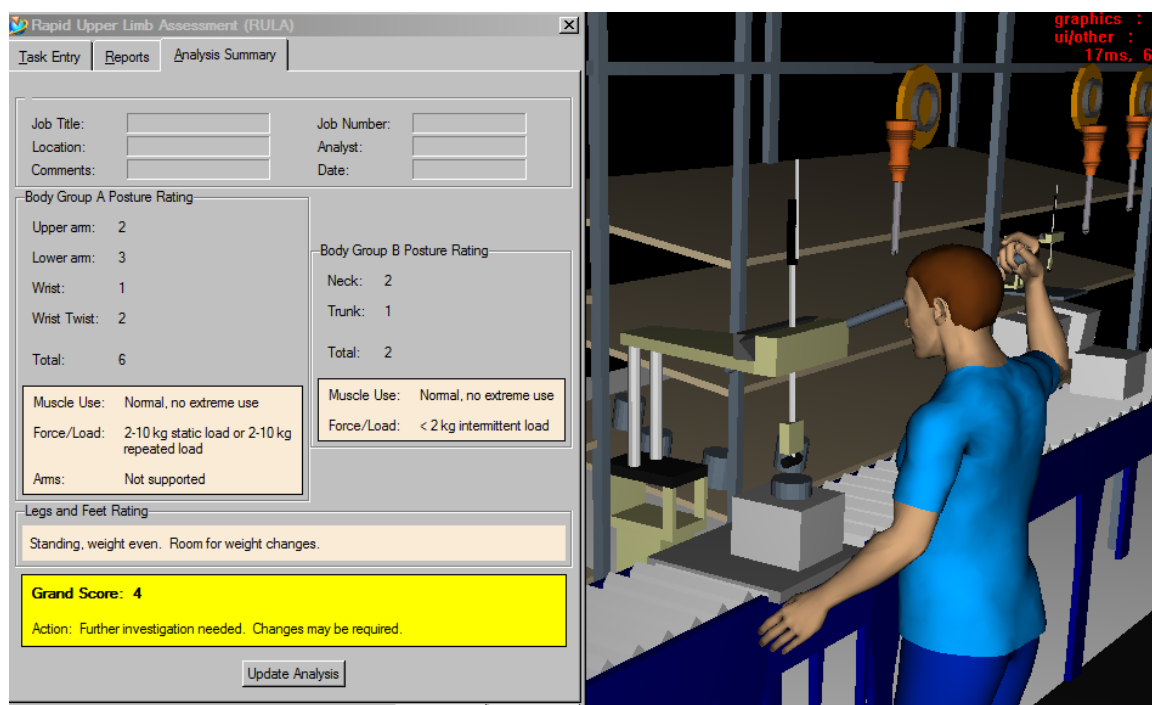 Rapid Upper Limb Assessment (RULA)
Task Entry Reports Analysis Summary
Job Title: Job Number:
Location: Analyst:
Comments: Date:
Body Group A Posture Rating
Upper arm: 2
Lower arm: 3
Wrist: 1
Wrist Twist: 2
Total: 6
Muscle Use: Normal, no extreme use
Force/Load: 2-10 kg static load or 2-10 kg
repeated load
Arms: Not supported
Body Group B Posture Rating
Neck: 2
Trunk: 1
Total: 2
Muscle Use: Normal, no extreme use
Force/Load: < 2 kg intermittent load
Legs and Feet Rating
Standing, weight even. Room for weight changes.
Grand Score: 4
Action: Further investigation needed. Changes may be required.
Update Analysis
graphics :
ui/other :
17ms, 6